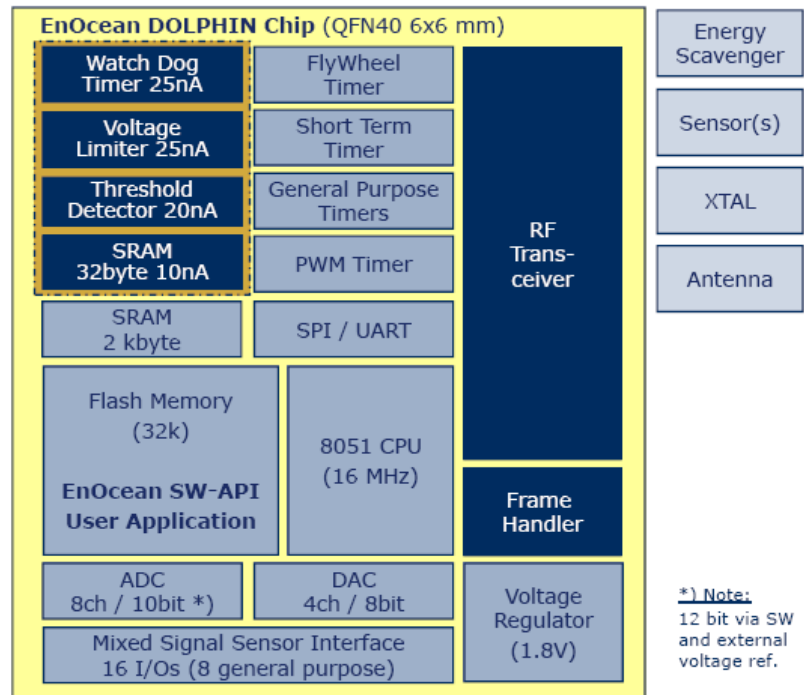 EnOcean DOLPHIN Chip (QFN40 6x6 mm)
Watch Dog
Timer 25nA
FlyWheel
Timer
Voltage
Limiter 25nA
Short Term
Timer
Threshold
Detector 20nA
General Purpose
Timers
SRAM
32byte 10nA
PWM Timer
SRAM
2 kbyte
SPI / UART
Flash Memory
(32k)
EnOcean SW-API
User Application
8051 CPU
(16 MHz)
RF
Trans-
ceiver
Frame
Handler
ADC
8ch / 10bit *)
DAC
4ch / 8bit
Voltage
Regulator
(1.8V)
Mixed Signal Sensor Interface
16 I/Os (8 general purpose)
Energy
Scavenger
Sensor(s)
XTAL
Antenna
*) Note:
12 bit via SW
and external
voltage ref.